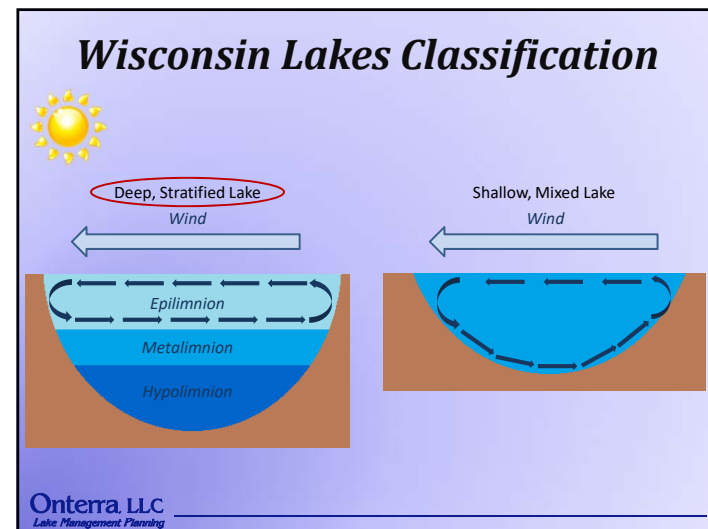 Wisconsin Lakes Classification
Deep, Stratified Lake
Wind
Epilimnion
Metalimnion
Hypolimnion
Shallow, Mixed Lake
Wind
Onterra, LLC
Lake Management Planning